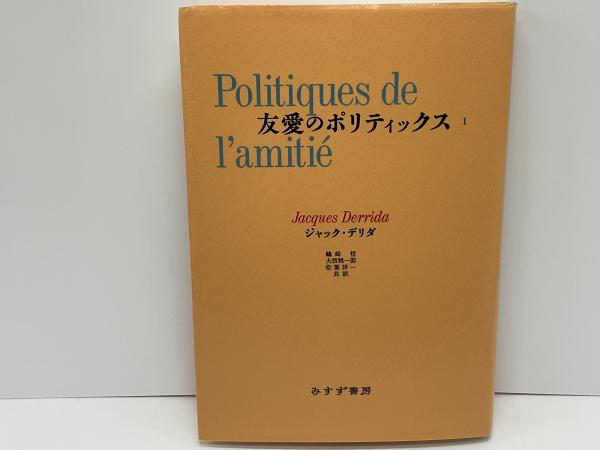 Politiques de
友愛のポリティックス I
l'amitié
Jacques Derrida
ジャック・デリダ
鵜飼 哲
大西雅一郎
松葉祥一
共訳
みすず書房